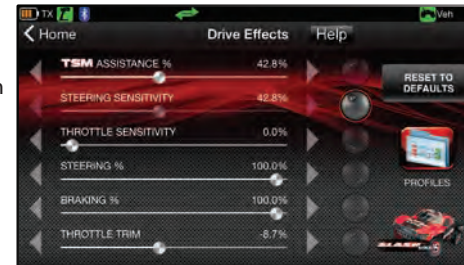 TX Veh
Home Drive Effects Help
TSM ASSISTANCE % 42.8%
STEERING SENSITIVITY 42.8%
THROTTLE SENSITIVITY 0.0%
STEERING % 100.0%
BRAKING % 100.0%
THROTTLE TRIM -8.7%
RESET TO
DEFAULTS
PROFILES
SLASH